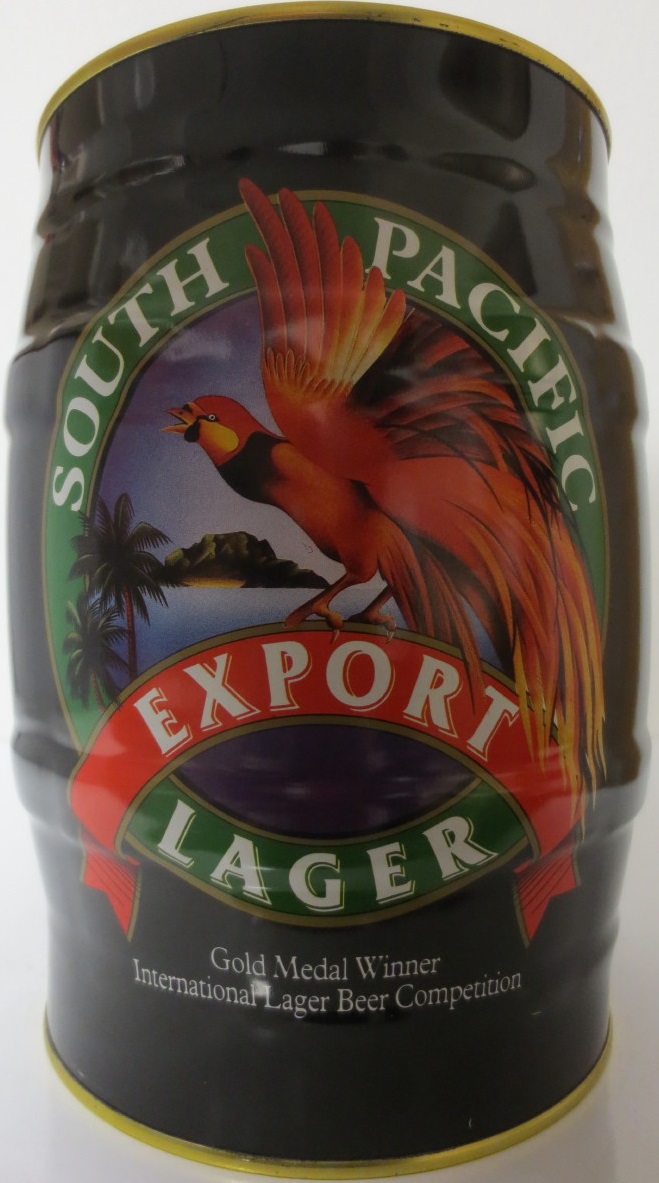 SOUTH PACIFIC
EXPORT
LAGER
Gold Medal Winner
International Lager Beer Competition